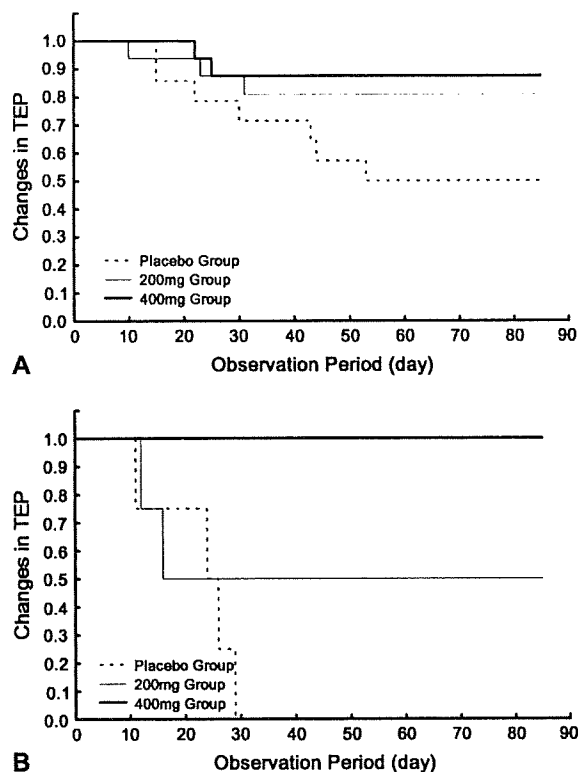 Changes in TEP
1.0
0.9
0.8
0.7
0.6
0.5
0.4
0.3
0.2
0.1
0.0
Placebo Group
200mg Group
400mg Group
0 10 20 30 40 50 60 70 80 90
Observation Period (day)
A
Changes in TEP
1.0
0.9
0.8
0.7
0.6
0.5
0.4
0.3
0.2
0.1
0.0
Placebo Group
200mg Group
400mg Group
0 10 20 30 40 50 60 70 80 90
Observation Period (day)
B